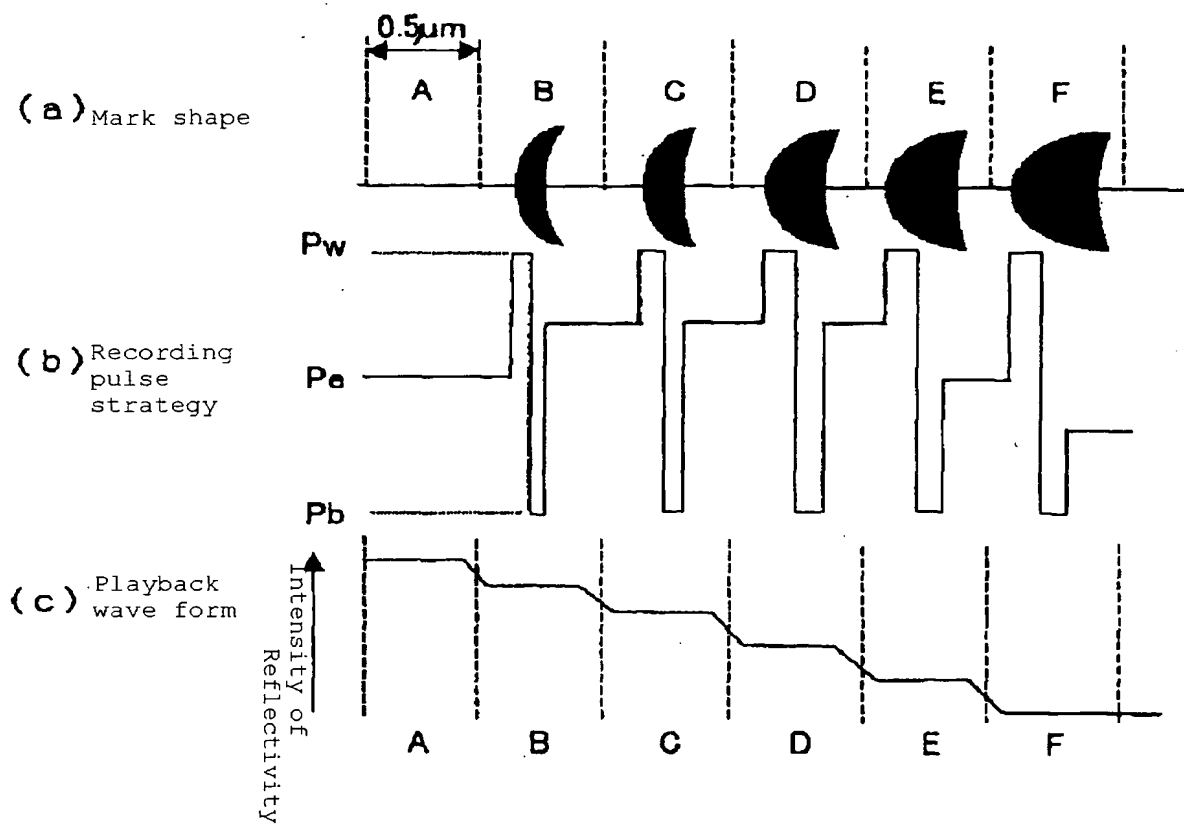 0.5μm
A B C D E F
(a) Mark shape
Pw
(b) Recording
pulse
strategy
Pe
Pb
(c) Playback
wave form
Intensity of
Reflectivity
A B C D E F